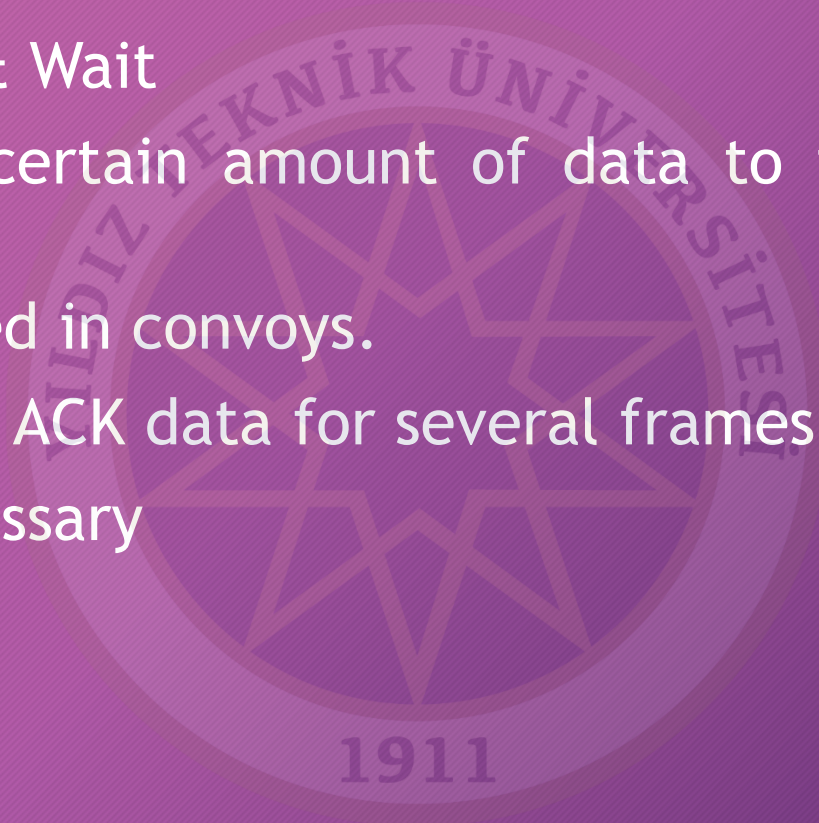 Wait
certain amount of data to
ed in convoys.
ACK data for several frames
ssary
YILDIZ TEKNİK ÜNİVERSİTESİ
1911